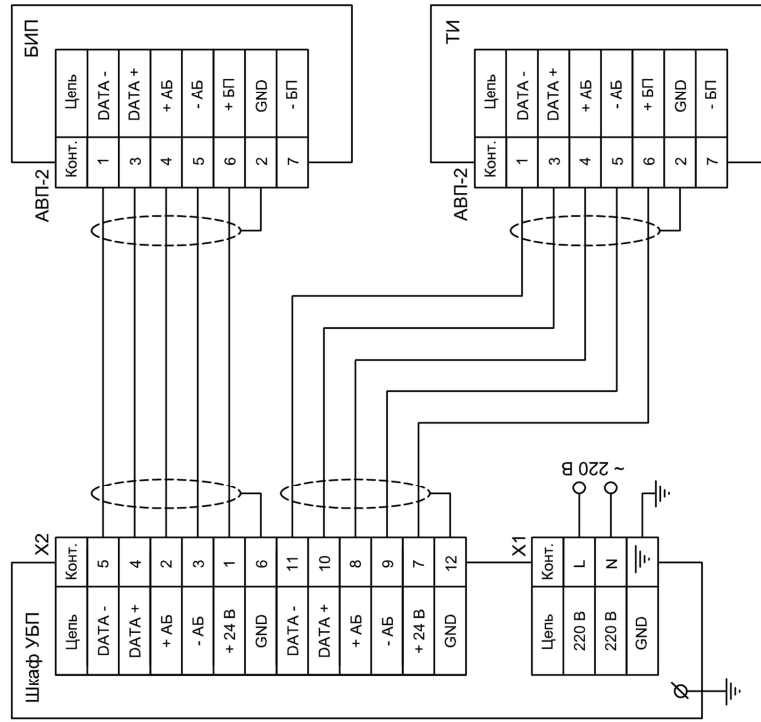 Шкаф УБП
X2
Цепь Конт.
DATA - 5
DATA + 4
+ АБ 2
- АБ 3
+ 24 В 1
GND 6
DATA - 11
DATA + 10
+ АБ 8
- АБ 9
+ 24 В 7
GND 12
X1
Цепь Конт.
220 В L
220 В N
GND
~ 220 В
БИП
АВП-2
Конт. Цепь
1 DATA -
3 DATA +
4 + АБ
5 - АБ
6 + БП
2 GND
7 - БП
ТИ
АВП-2
Конт. Цепь
1 DATA -
3 DATA +
4 + АБ
5 - АБ
6 + БП
2 GND
7 - БП